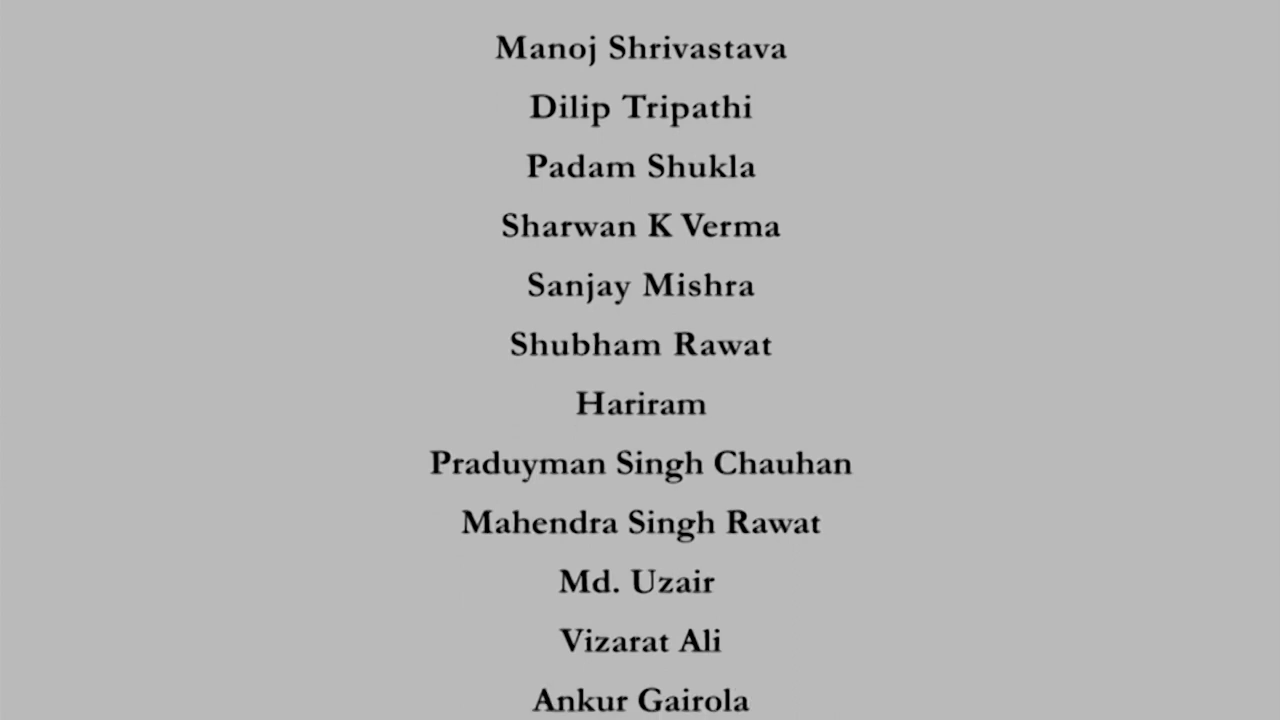 Manoj Shrivastava
Dilip Tripathi
Padam Shukla
Sharwan K Verma
Sanjay Mishra
Shubham Rawat
Hariram
Praduyman Singh Chauhan
Mahendra Singh Rawat
Md. Uzair
Vizarat Ali
Ankur Gairola